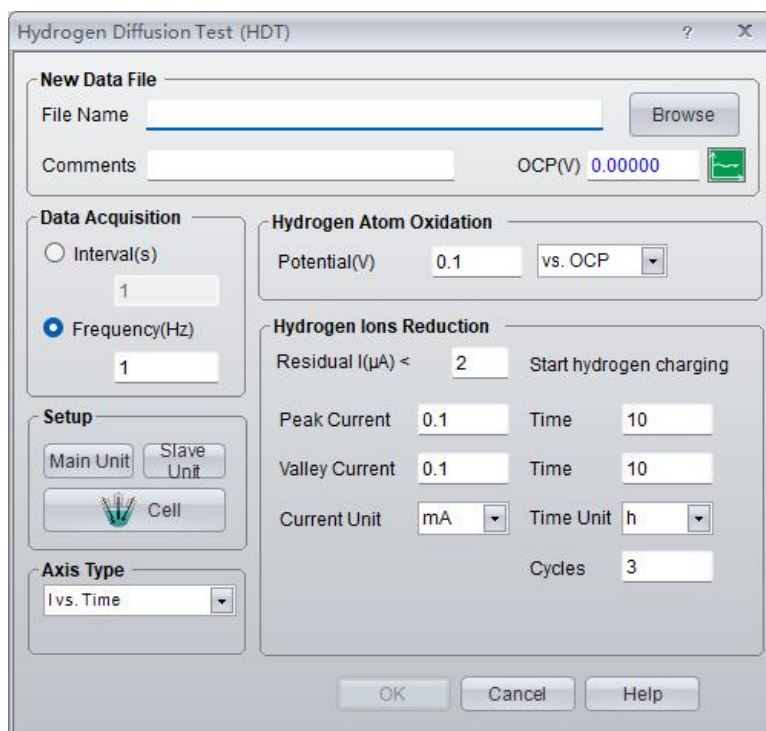 Hydrogen Diffusion Test (HDT) ? X
New Data File
File Name Browse
Comments OCP(V) 0.00000
Data Acquisition
Interval(s)
1
Frequency(Hz)
1
Hydrogen Atom Oxidation
Potential(V) 0.1 vs. OCP
Hydrogen Ions Reduction
Residual I(μA) < 2 Start hydrogen charging
Peak Current 0.1 Time 10
Valley Current 0.1 Time 10
Current Unit mA Time Unit h
Cycles 3
Setup
Main Unit Slave
Unit
Cell
Axis Type
I vs. Time
OK Cancel Help